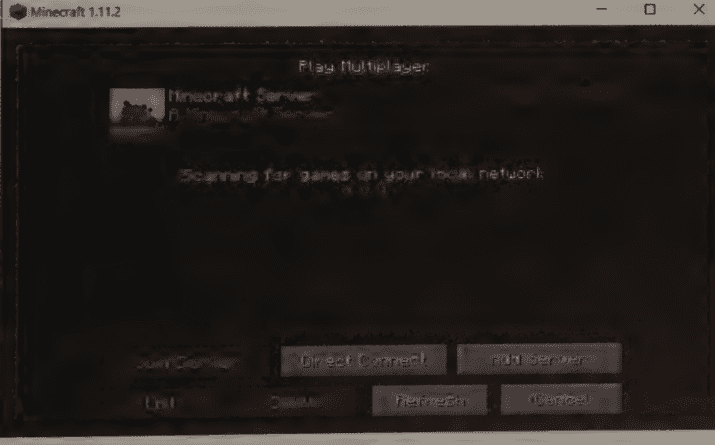 Minecraft 1.11.2
Play Multiplayer
Minecraft Server
A Minecraft Server
Scanning for games on your local network
Join Server
Direct Connect
Add Server
Edit
Delete
Refresh
Cancel